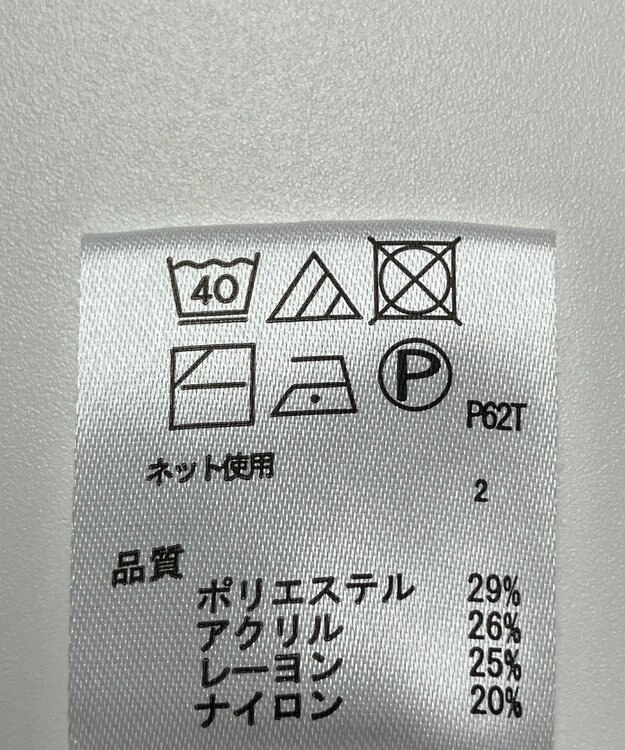 40
P
P62T
ネット使用
2
品質
ポリエステル 29%
アクリル 26%
レーヨン 25%
ナイロン 20%